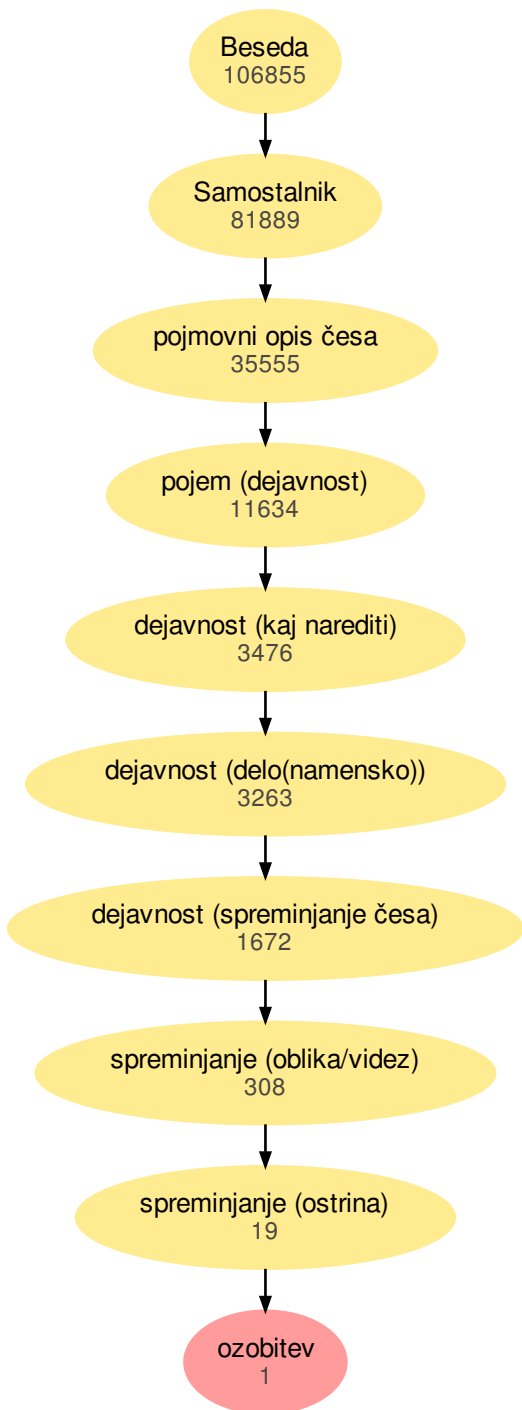 Beseda
106855
Samostalnik
81889
pojmovni opis česa
35555
pojem (dejavnost)
11634
dejavnost (kaj narediti)
3476
dejavnost (delo(namensko))
3263
dejavnost (spreminjanje česa)
1672
spreminjanje (oblika/videz)
308
spreminjanje (ostrina)
19
ozobitev
1